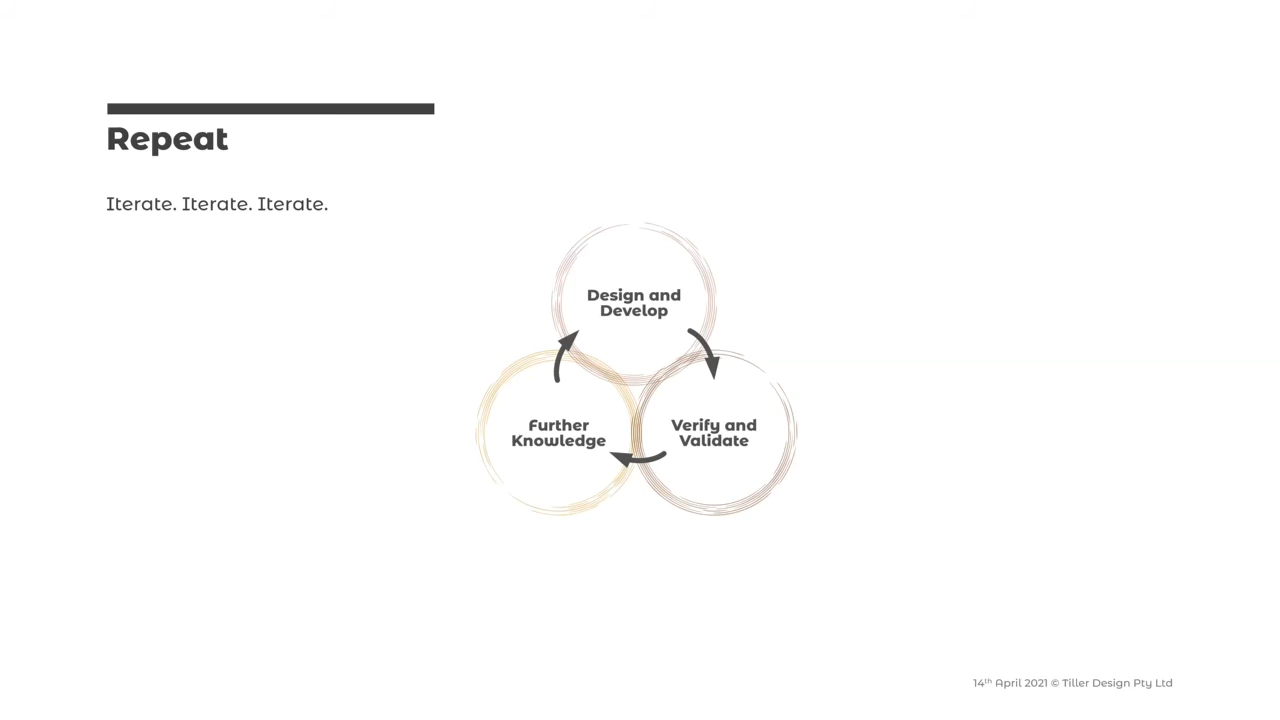 Repeat
Iterate. Iterate. Iterate.
Design and
Develop
Further
Knowledge
Verify and
Validate
14th April 2021 © Tiller Design Pty Ltd